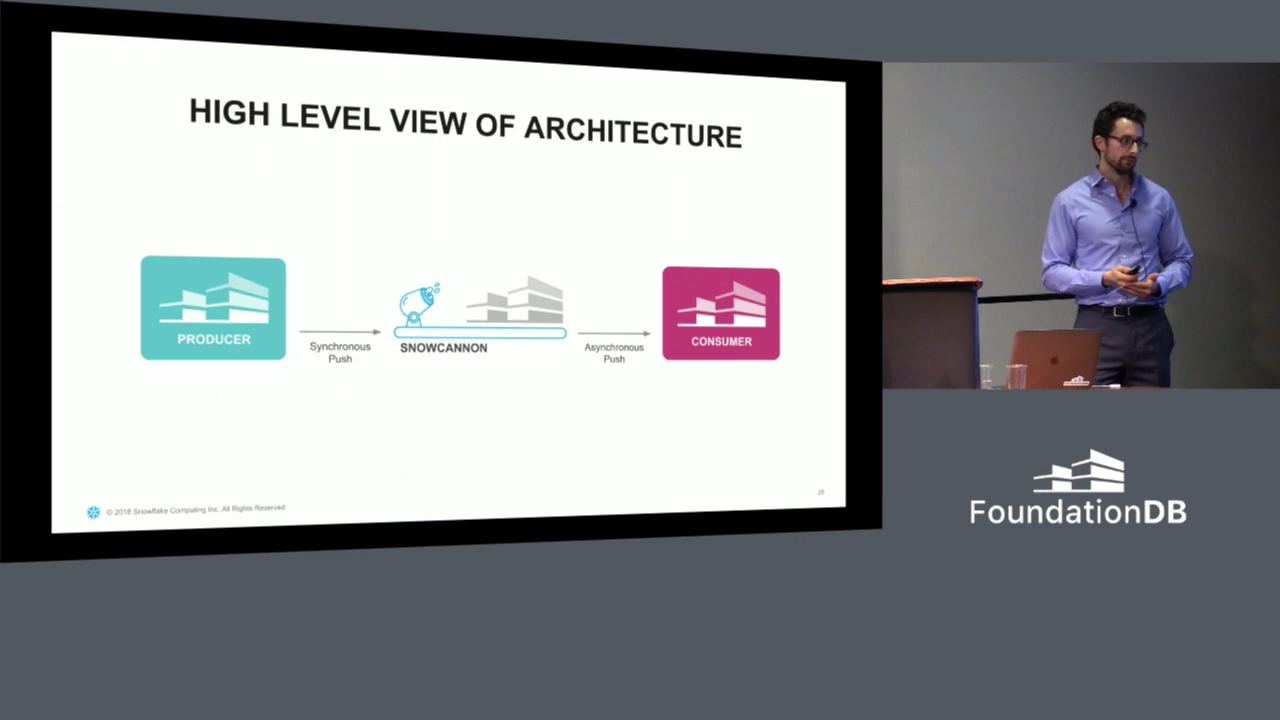 HIGH LEVEL VIEW OF ARCHITECTURE
PRODUCER
Synchronous
Push
SNOWCANNON
Asynchronous
Push
CONSUMER
© 2018 Snowflake Computing Inc. All Rights Reserved
26
FoundationDB